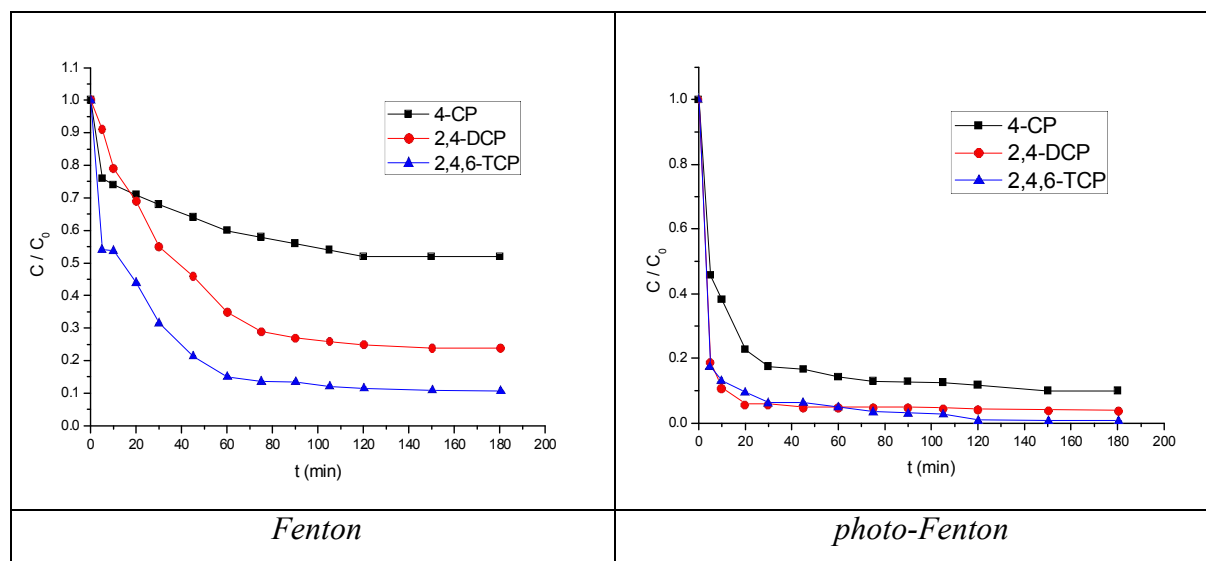 1.1
1.0
0.9
0.8
0.7
0.6
0.5
0.4
0.3
0.2
0.1
0.0
C / C₀
4-CP
2,4-DCP
2,4,6-TCP
0 20 40 60 80 100 120 140 160 180 200
t (min)
Fenton
1.0
0.8
0.6
0.4
0.2
0.0
C / C₀
4-CP
2,4-DCP
2,4,6-TCP
0 20 40 60 80 100 120 140 160 180 200
t (min)
photo-Fenton